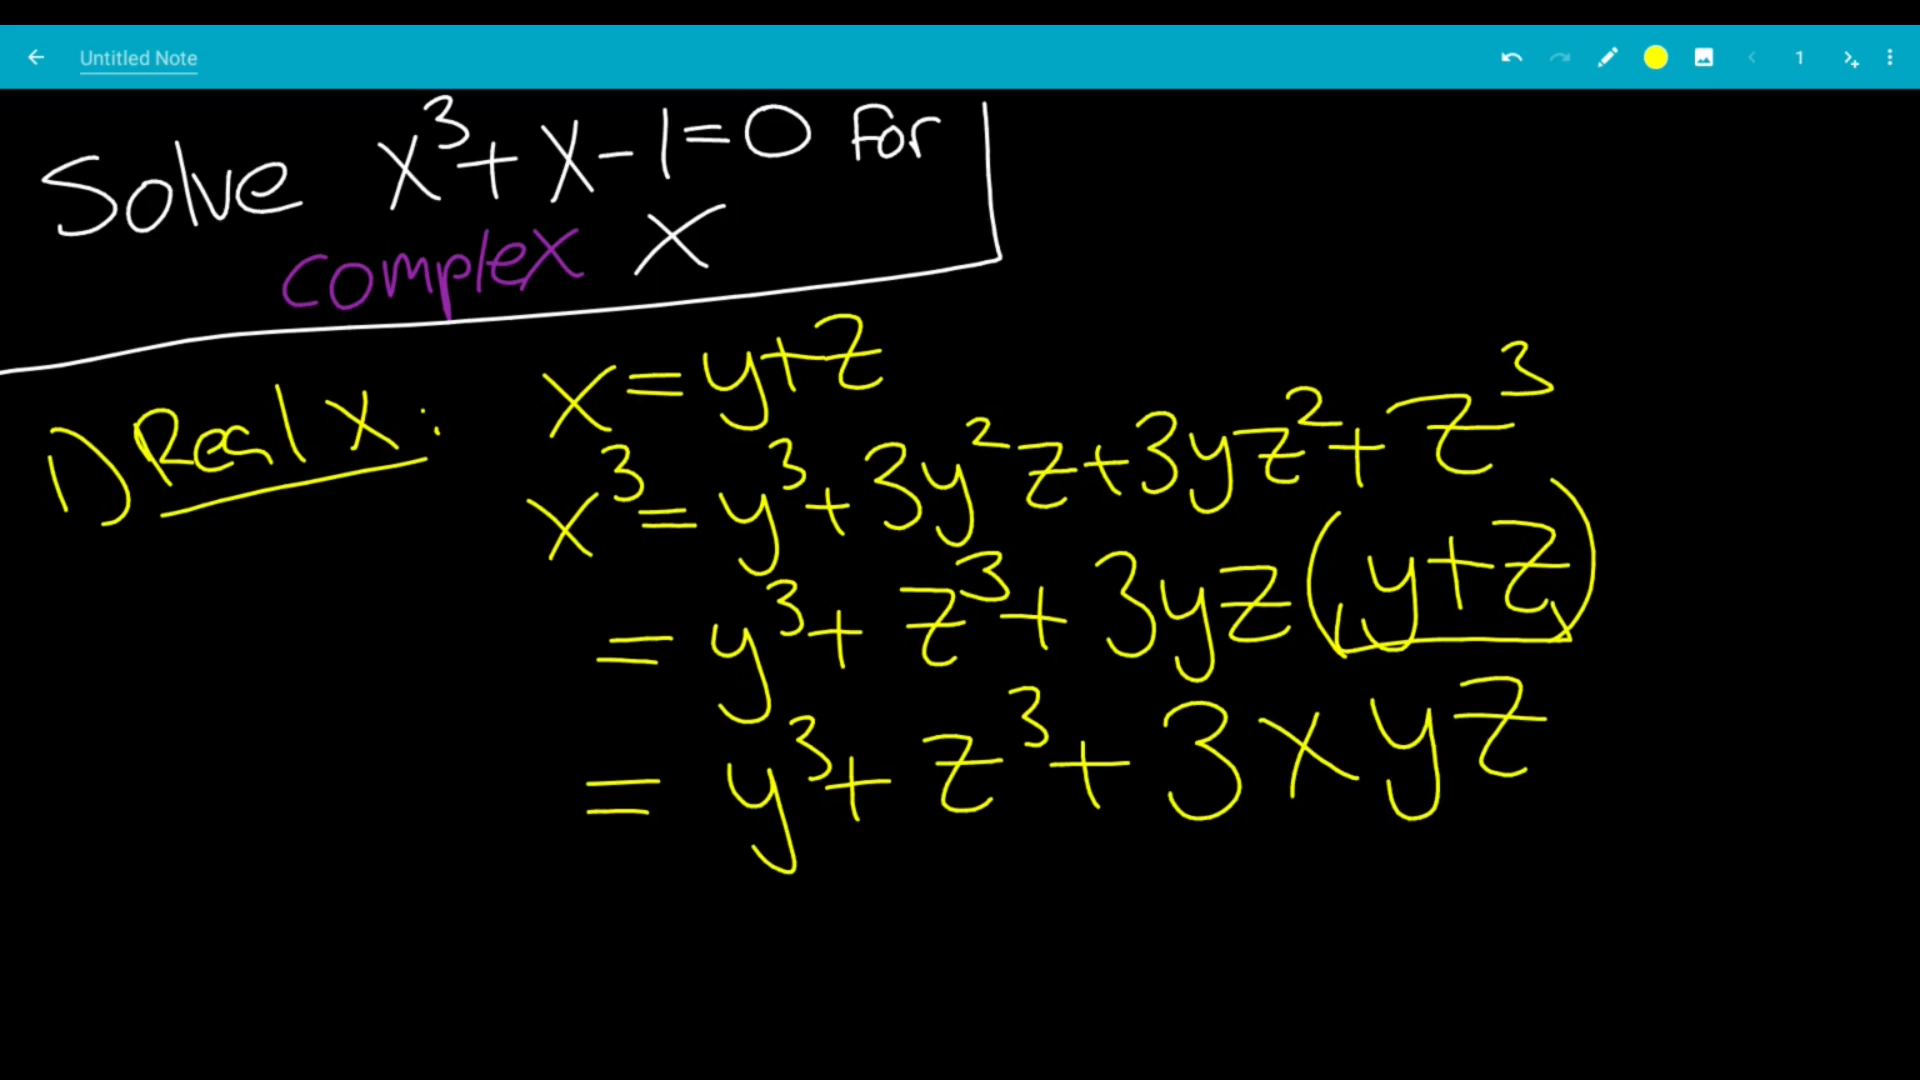 Untitled Note
1
Solve x³+x-1=0 for
complex x
1) Real x:
x=y+z
x³=y³+3y²z+3yz²+z³
=y³+z³+3yz(y+z)
=y³+z³+3xyz